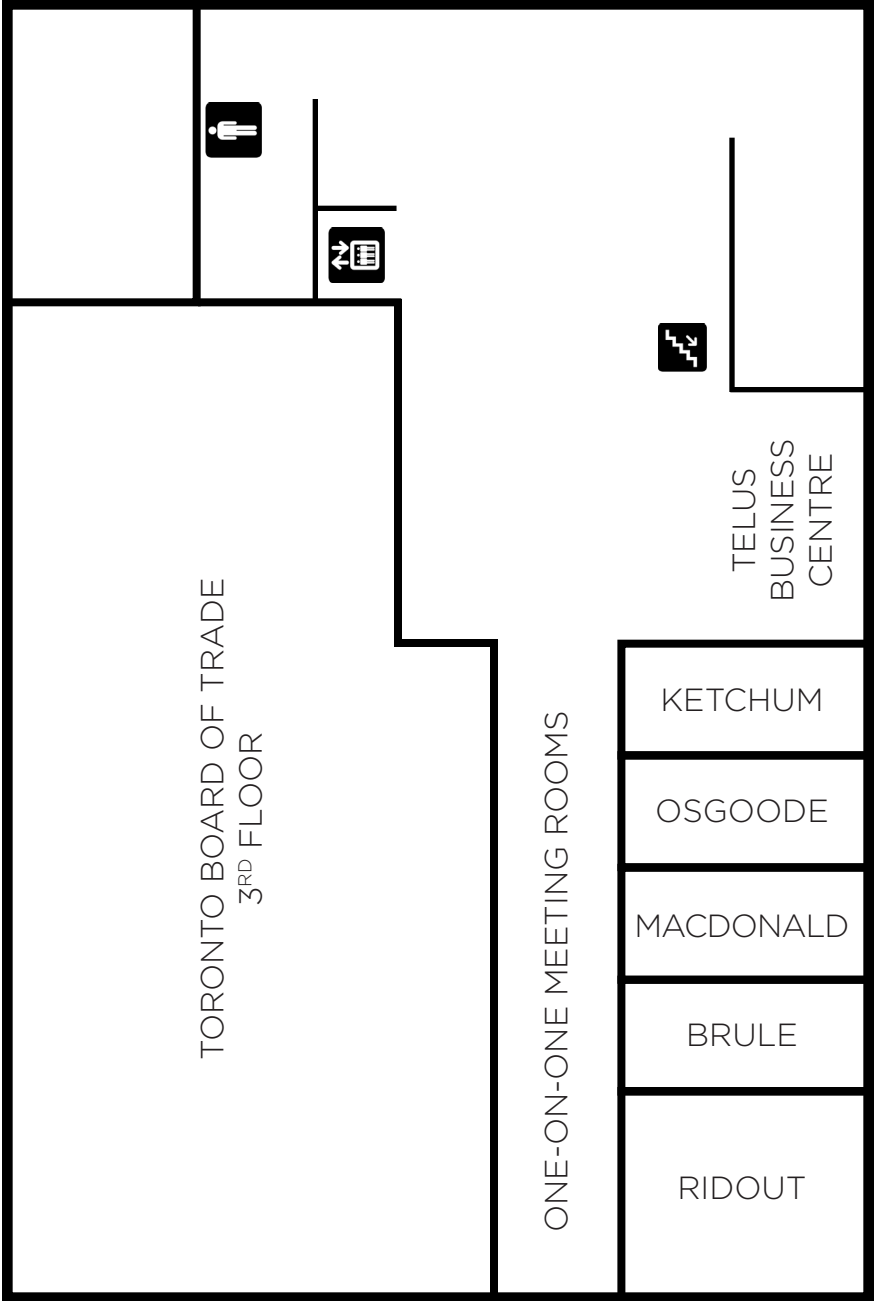 TELUS
BUSINESS
CENTRE
TORONTO BOARD OF TRADE
3RD FLOOR
ONE-ON-ONE MEETING ROOMS
KETCHUM
OSGOODE
MACDONALD
BRULE
RIDOUT